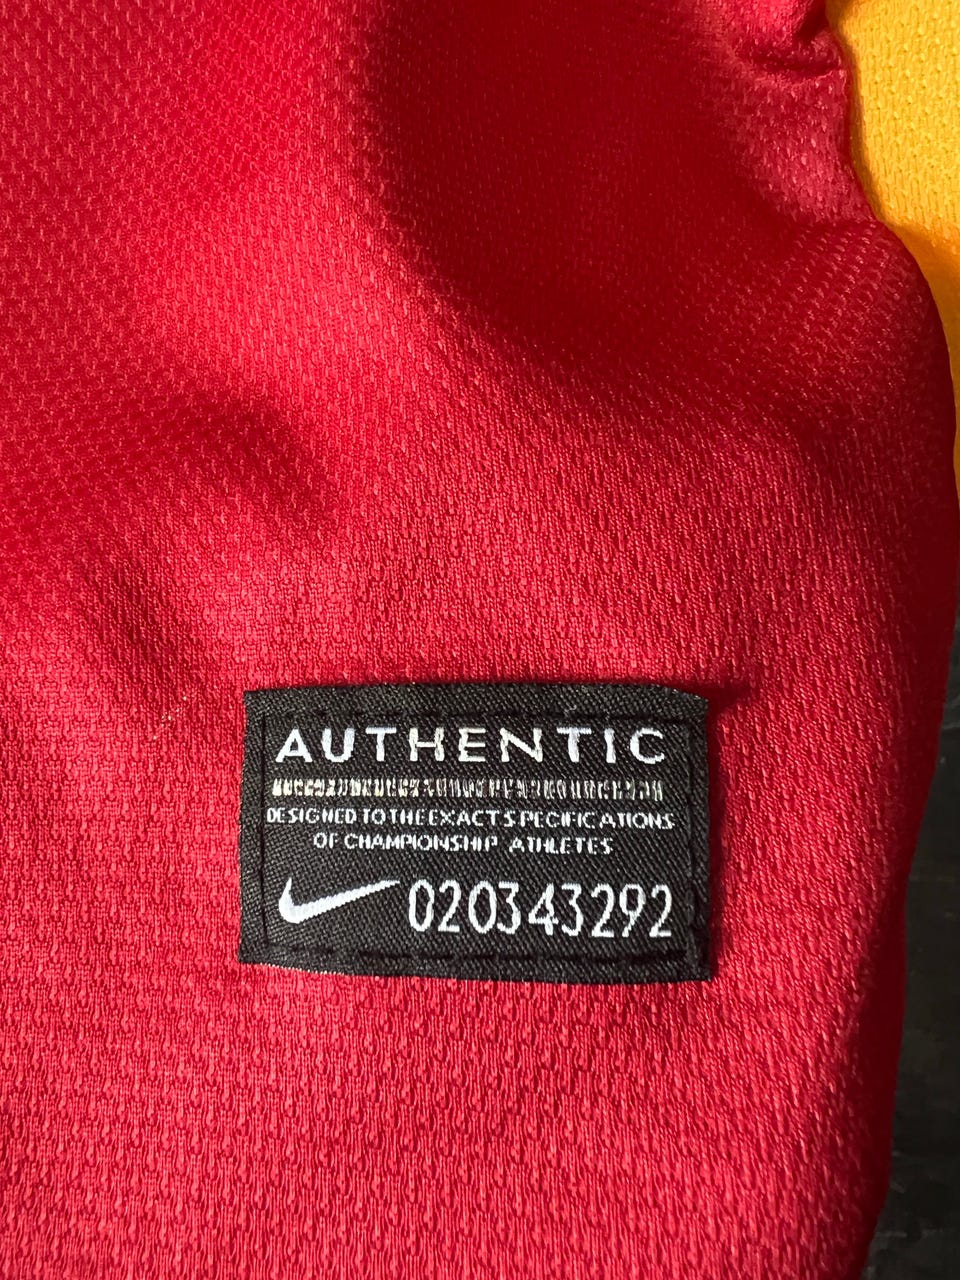 AUTHENTIC
DESIGNED TO THE EXACT SPECIFICATIONS
OF CHAMPIONSHIP ATHLETES
020343292